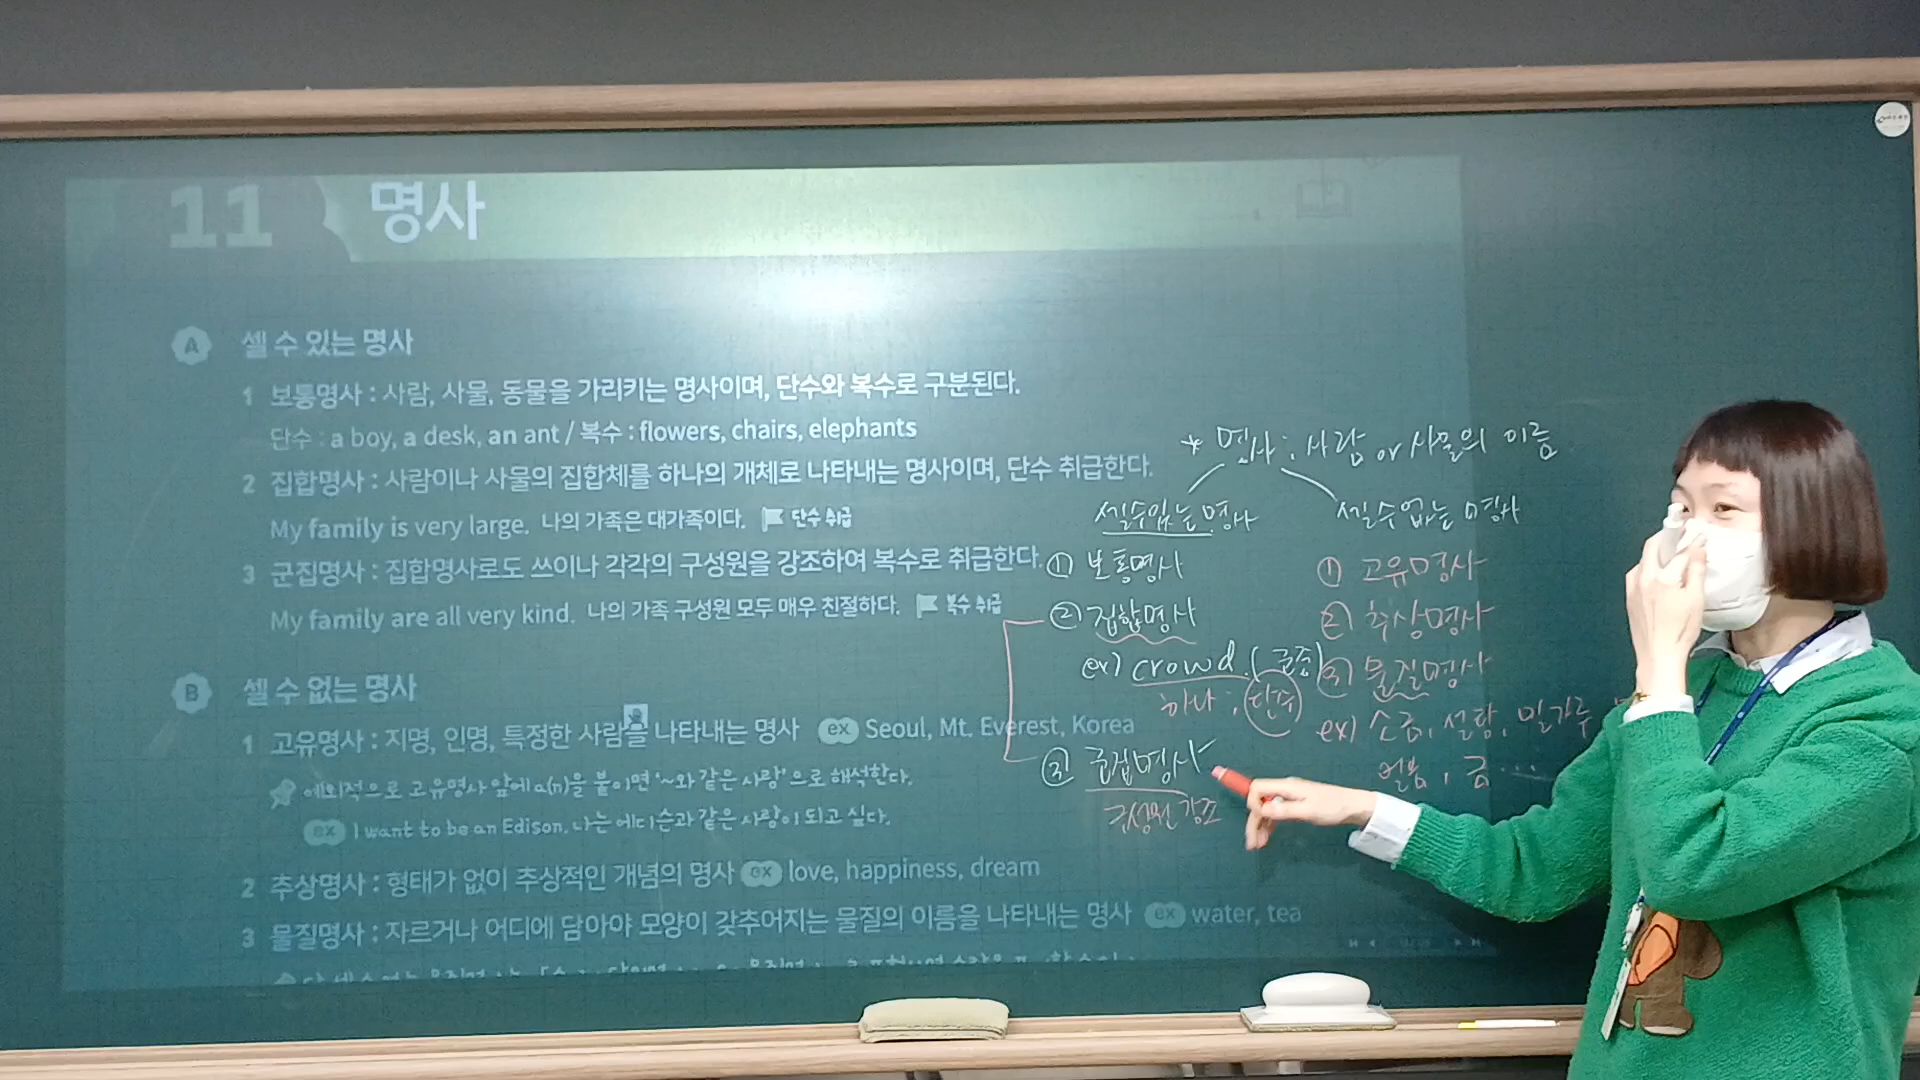 11 명사
A 셀 수 있는 명사
1 보통명사 : 사람, 사물, 동물을 가리키는 명사이며, 단수와 복수로 구분된다.
단수 : a boy, a desk, an ant / 복수 : flowers, chairs, elephants
2 집합명사 : 사람이나 사물의 집합체를 하나의 개체로 나타내는 명사이며, 단수 취급한다.
My family is very large. 나의 가족은 대가족이다. 단수 취급
3 군집명사 : 집합명사로도 쓰이나 각각의 구성원을 강조하여 복수로 취급한다.
My family are all very kind. 나의 가족 구성원 모두 매우 친절하다. 복수 취급
B 셀 수 없는 명사
1 고유명사 : 지명, 인명, 특정한 사람을 나타내는 명사 ex Seoul, Mt. Everest, Korea
예외적으로 고유명사 앞에 a(n)을 붙이면 '~와 같은 사람'으로 해석한다.
ex I want to be an Edison. 나는 에디슨과 같은 사람이 되고 싶다.
2 추상명사 : 형태가 없이 추상적인 개념의 명사 ex love, happiness, dream
3 물질명사 : 자르거나 어디에 담아야 모양이 갖추어지는 물질의 이름을 나타내는 명사 ex water, tea
* 명사 : 사람 or 사물의 이름
셀 수 있는 명사
① 보통명사
② 집합명사
ex) crowd (군중)
하나 : 단수
③ 군집명사
구성원 강조
셀 수 없는 명사
① 고유명사
② 추상명사
③ 물질명사
ex) 소금, 설탕, 밀가루
얼음, 금 ...